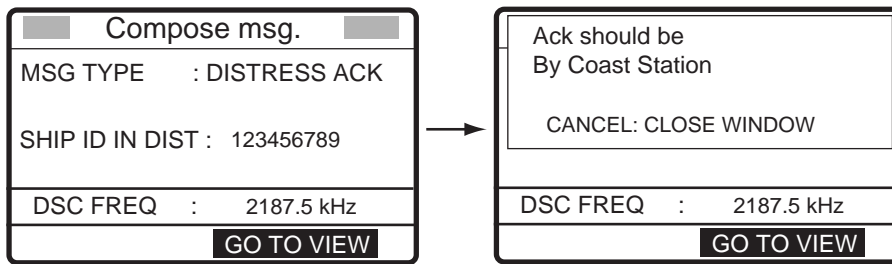 Compose msg.
MSG TYPE : DISTRESS ACK
SHIP ID IN DIST : 123456789
DSC FREQ : 2187.5 kHz
GO TO VIEW
Ack should be
By Coast Station
CANCEL: CLOSE WINDOW
DSC FREQ : 2187.5 kHz
GO TO VIEW